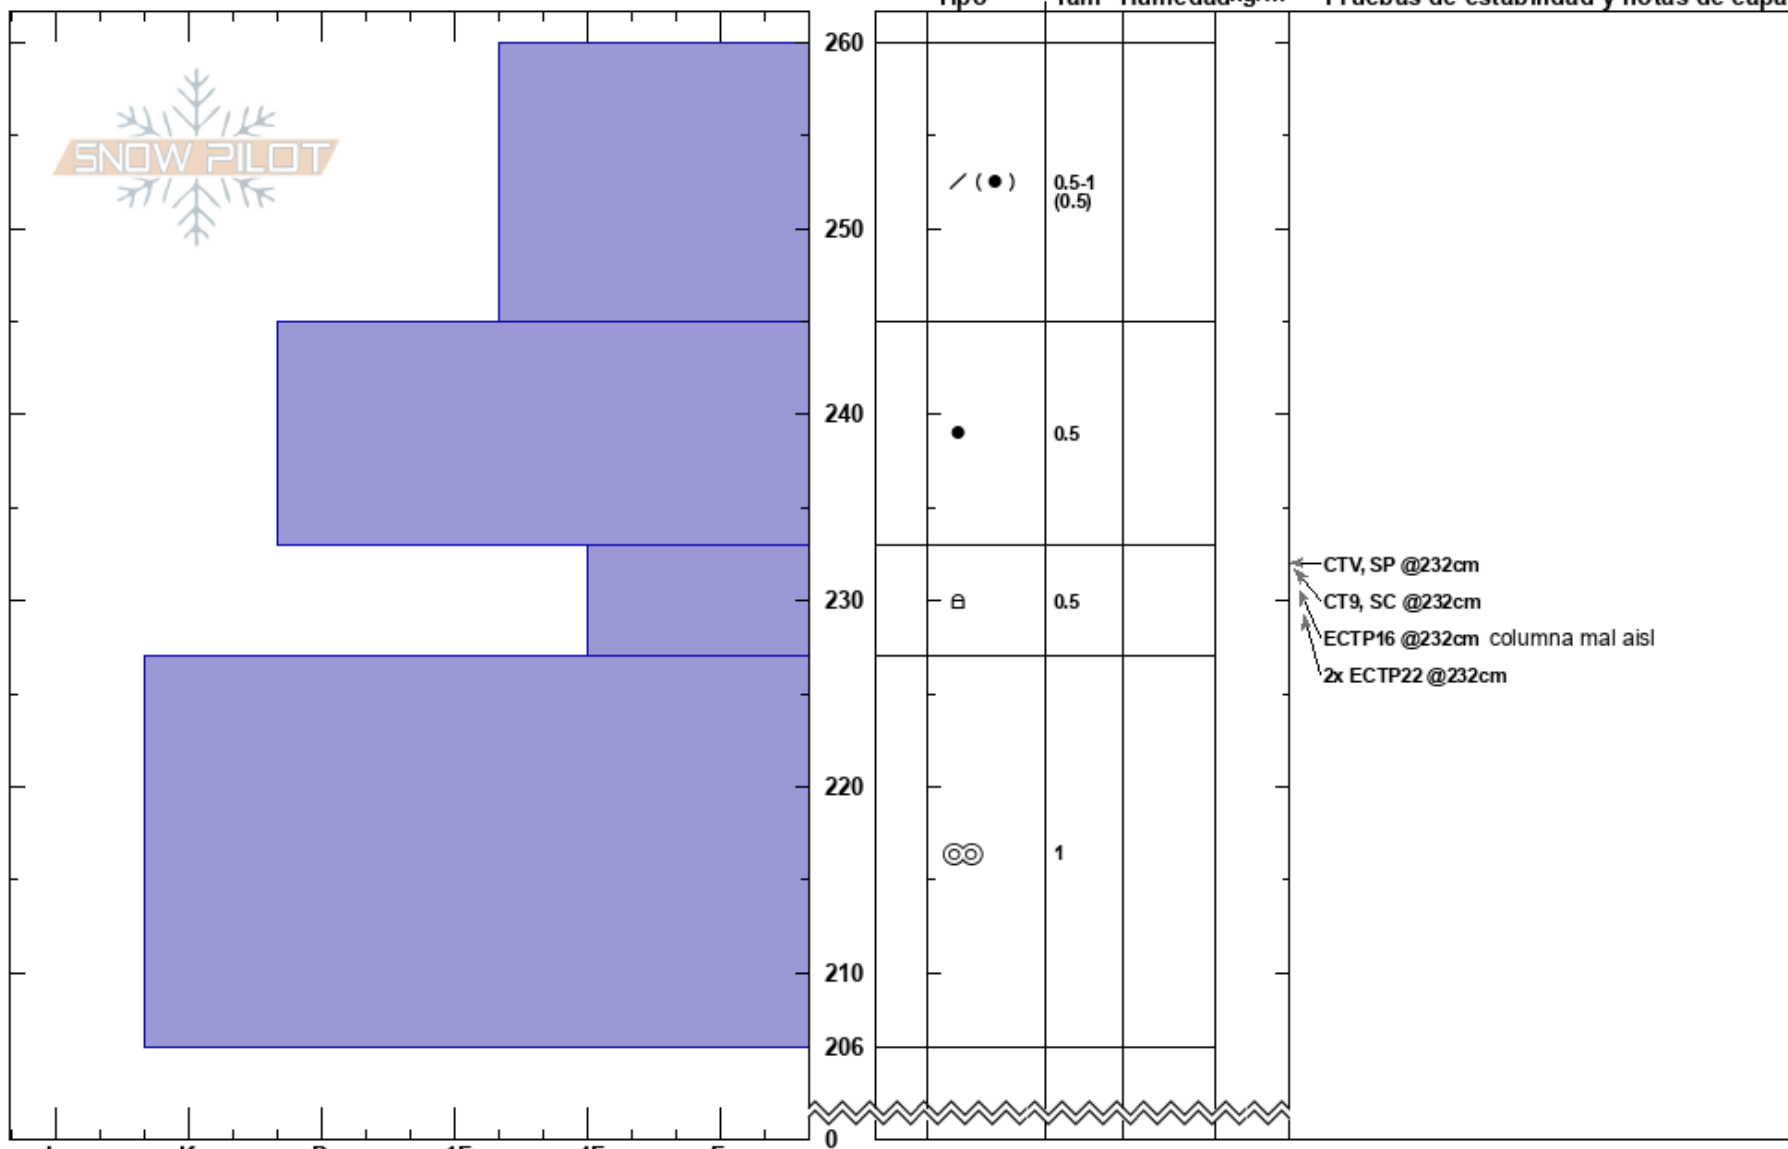 Tipo Tam Humedad Pruebas de estabilidad y notas de capa
260
SNOW PILOT
0.5-1
(0.5)
250
240
0.5
CTV, SP @232cm
230
0.5
CT9, SC @232cm
ECTP16 @232cm columna mal aisl
2x ECTP22 @232cm
220
1
210
206
0